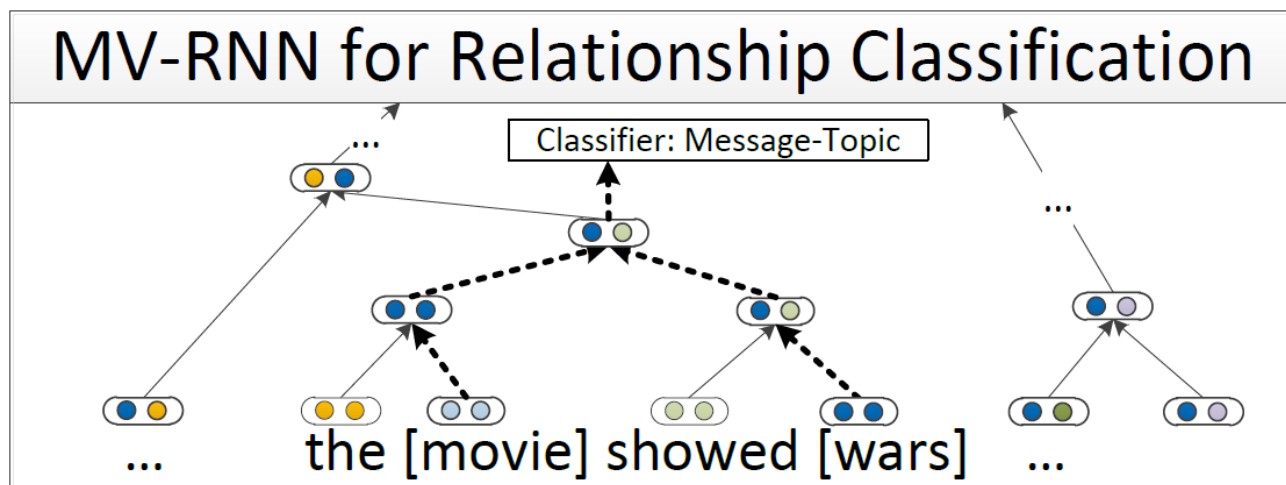 MV-RNN for Relationship Classification
...
Classifier: Message-Topic
...
the [movie] showed [wars]
... ...